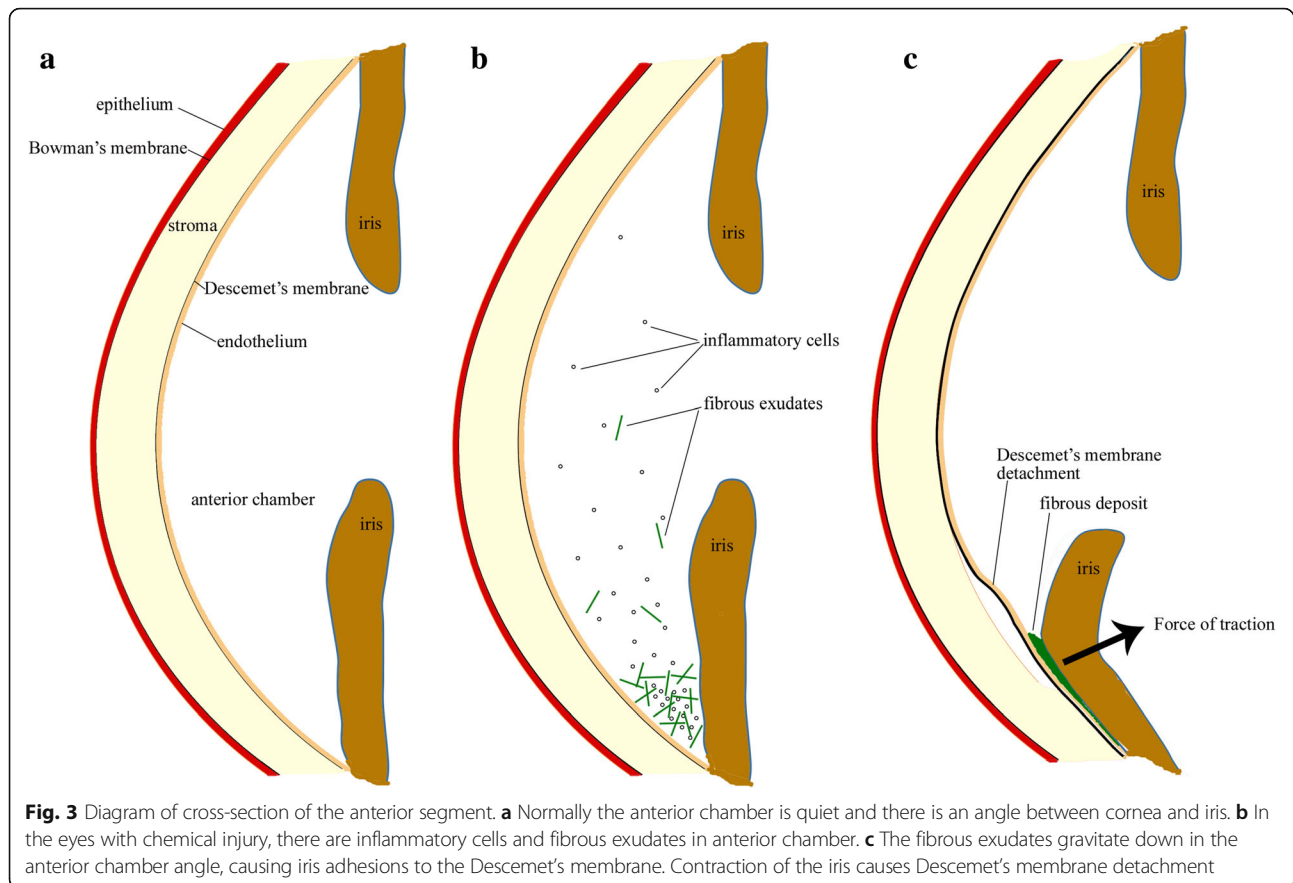 a
epithelium
Bowman's membrane
stroma
iris
Descemet's membrane
endothelium
anterior chamber
iris
b
iris
inflammatory cells
fibrous exudates
iris
c
iris
Descemet's membrane
detachment
fibrous deposit
iris
Force of traction
Fig. 3 Diagram of cross-section of the anterior segment. a Normally the anterior chamber is quiet and there is an angle between cornea and iris. b In
the eyes with chemical injury, there are inflammatory cells and fibrous exudates in anterior chamber. c The fibrous exudates gravitate down in the
anterior chamber angle, causing iris adhesions to the Descemet's membrane. Contraction of the iris causes Descemet's membrane detachment